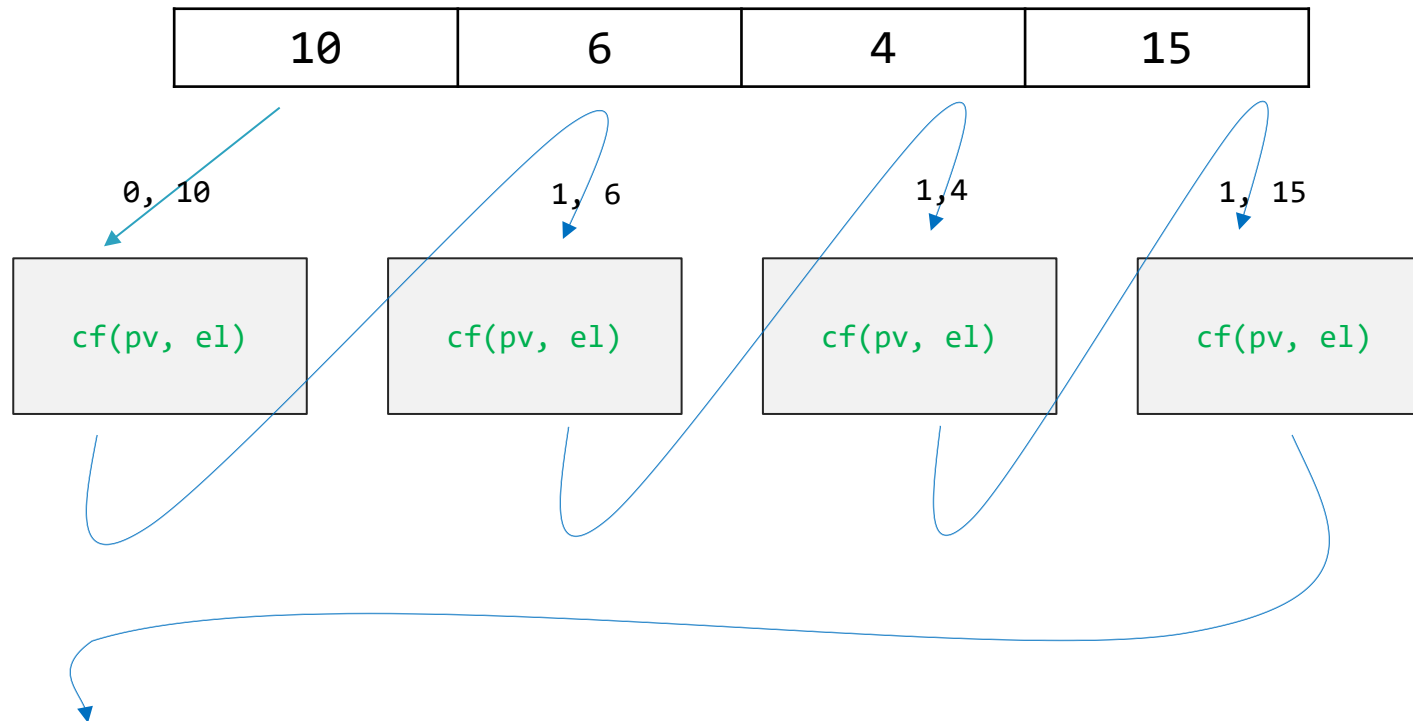 10 6 4 15
0, 10 1, 6 1,4 1, 15
cf(pv, el) cf(pv, el) cf(pv, el) cf(pv, el)